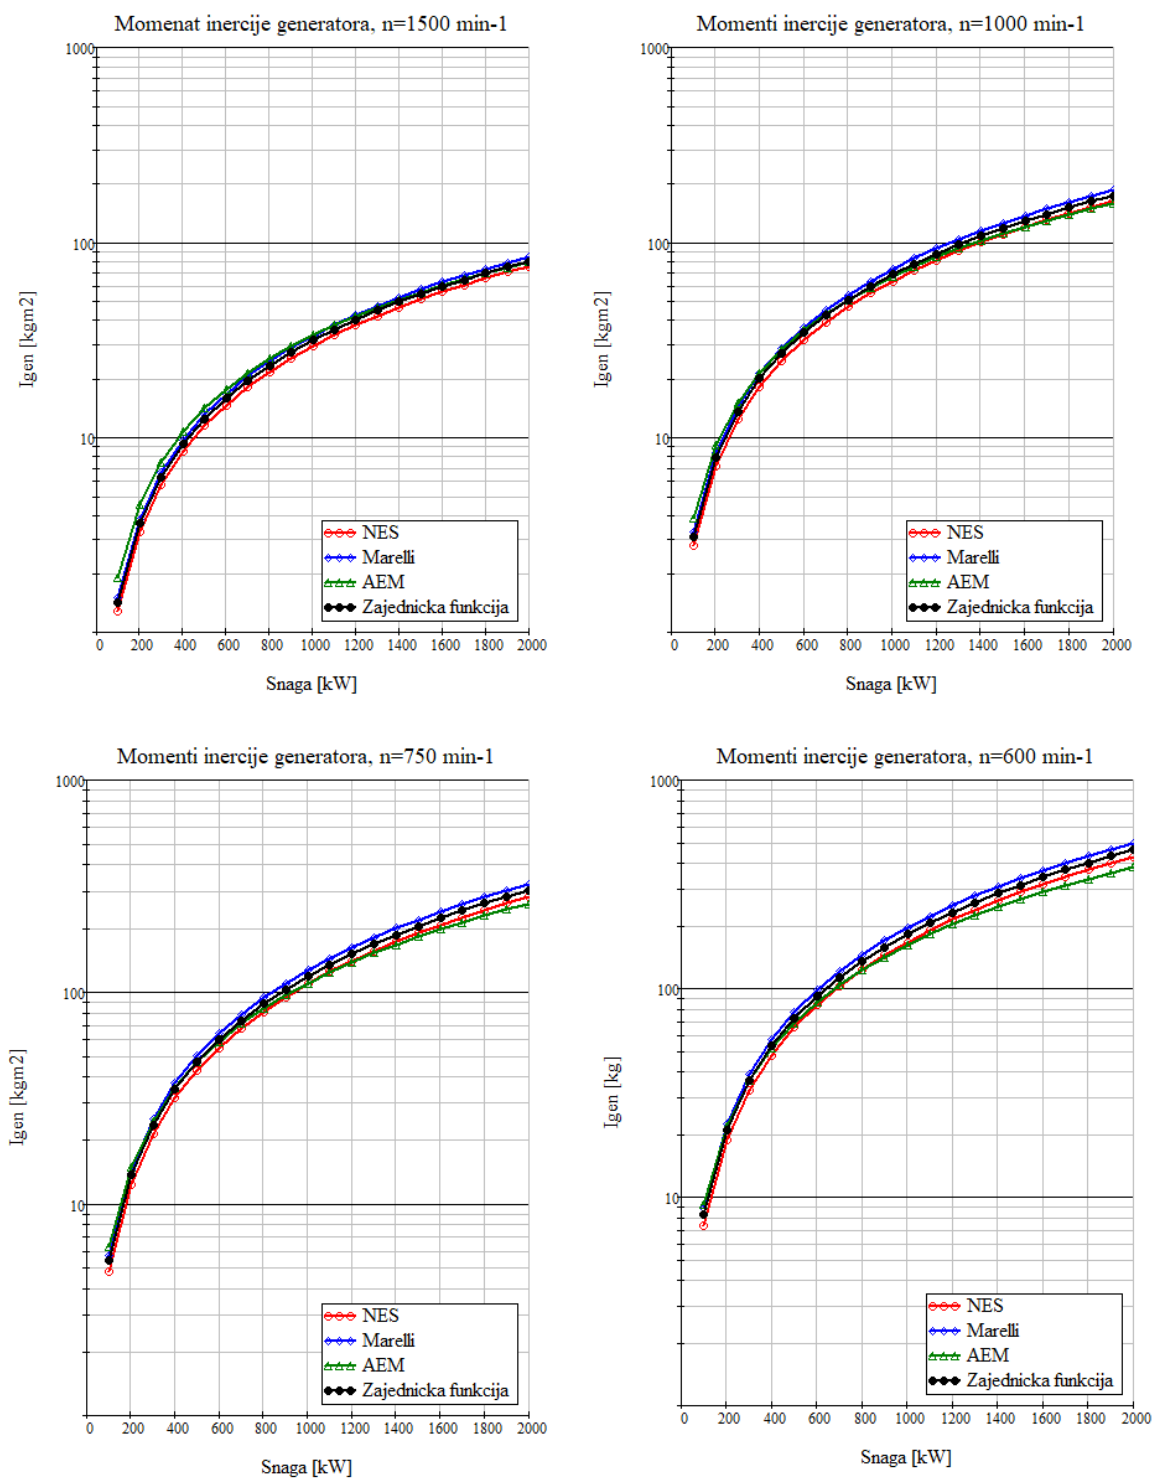 Momenat inercije generatora, n=1500 min-1
1000
100
10
Igen [kgm2]
NES
Marelli
AEM
Zajednicka funkcija
0 200 400 600 800 1000 1200 1400 1600 1800 2000
Snaga [kW]
Momenti inercije generatora, n=1000 min-1
1000
100
10
Igen [kgm2]
NES
Marelli
AEM
Zajednicka funkcija
0 200 400 600 800 1000 1200 1400 1600 1800 2000
Snaga [kW]
Momenti inercije generatora, n=750 min-1
1000
100
10
Igen [kgm2]
NES
Marelli
AEM
Zajednicka funkcija
0 200 400 600 800 1000 1200 1400 1600 1800 2000
Snaga [kW]
Momenti inercije generatora, n=600 min-1
1000
100
10
Igen [kg]
NES
Marelli
AEM
Zajednicka funkcija
0 200 400 600 800 1000 1200 1400 1600 1800 2000
Snaga [kW]